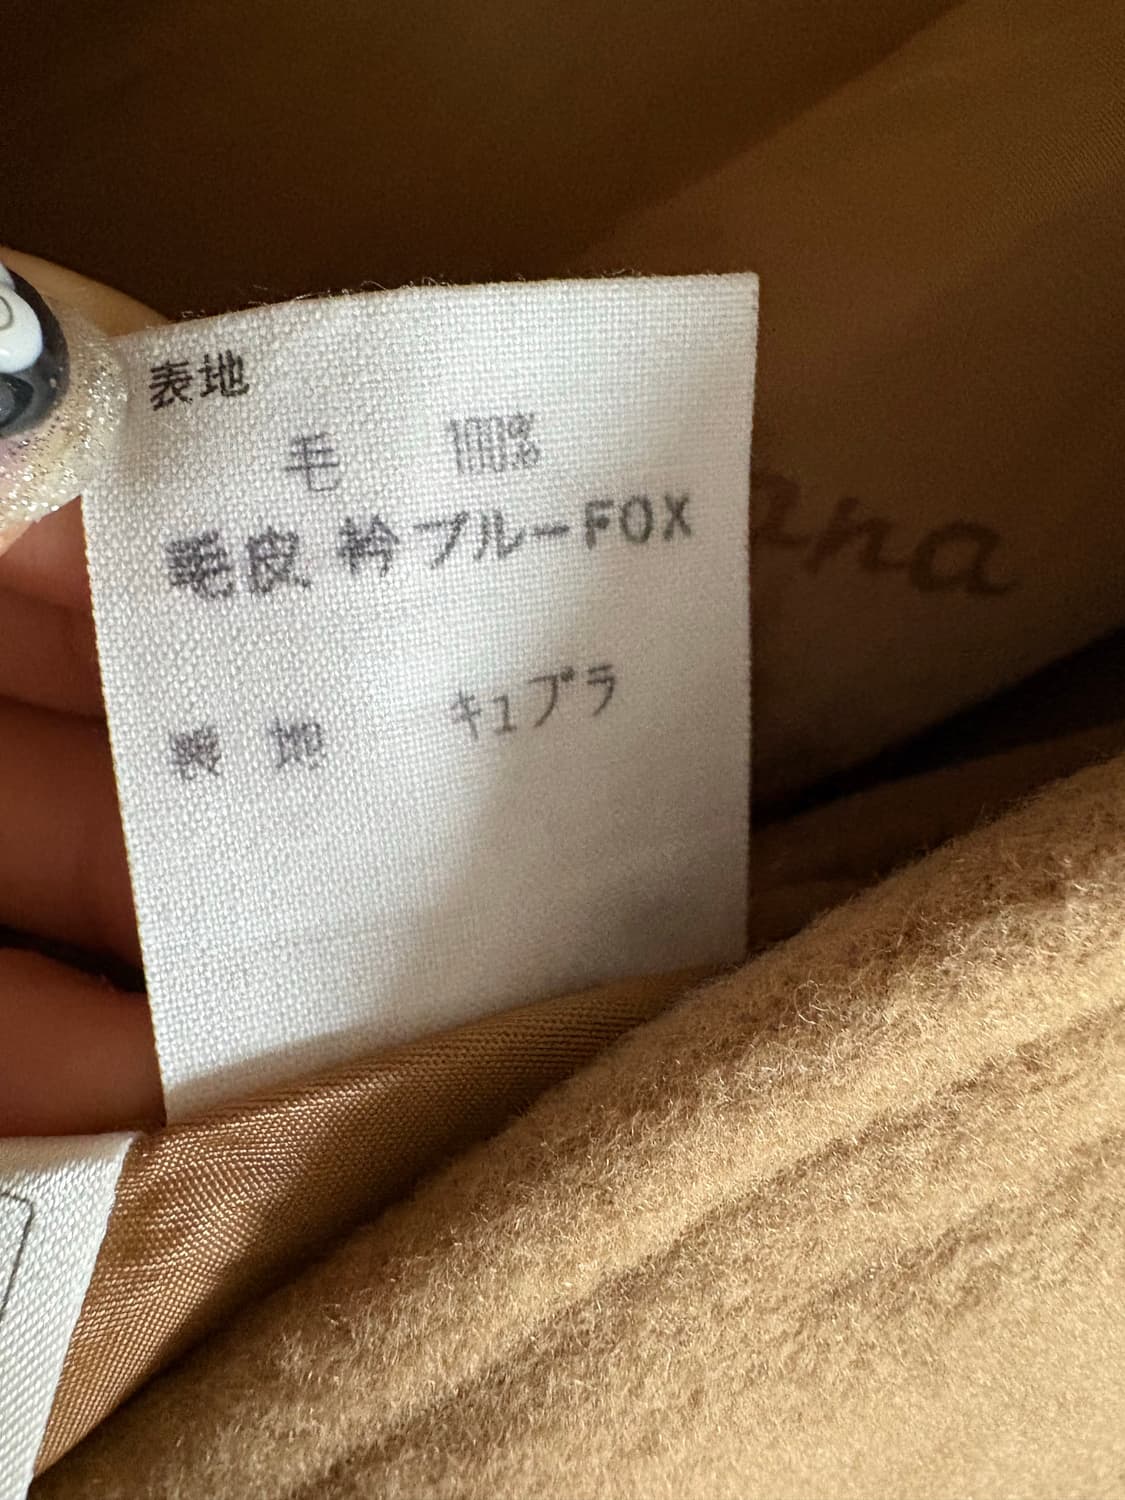 表地
毛 100%
毛皮 衿ブルーFOX
裏 地 キュプラ
ana